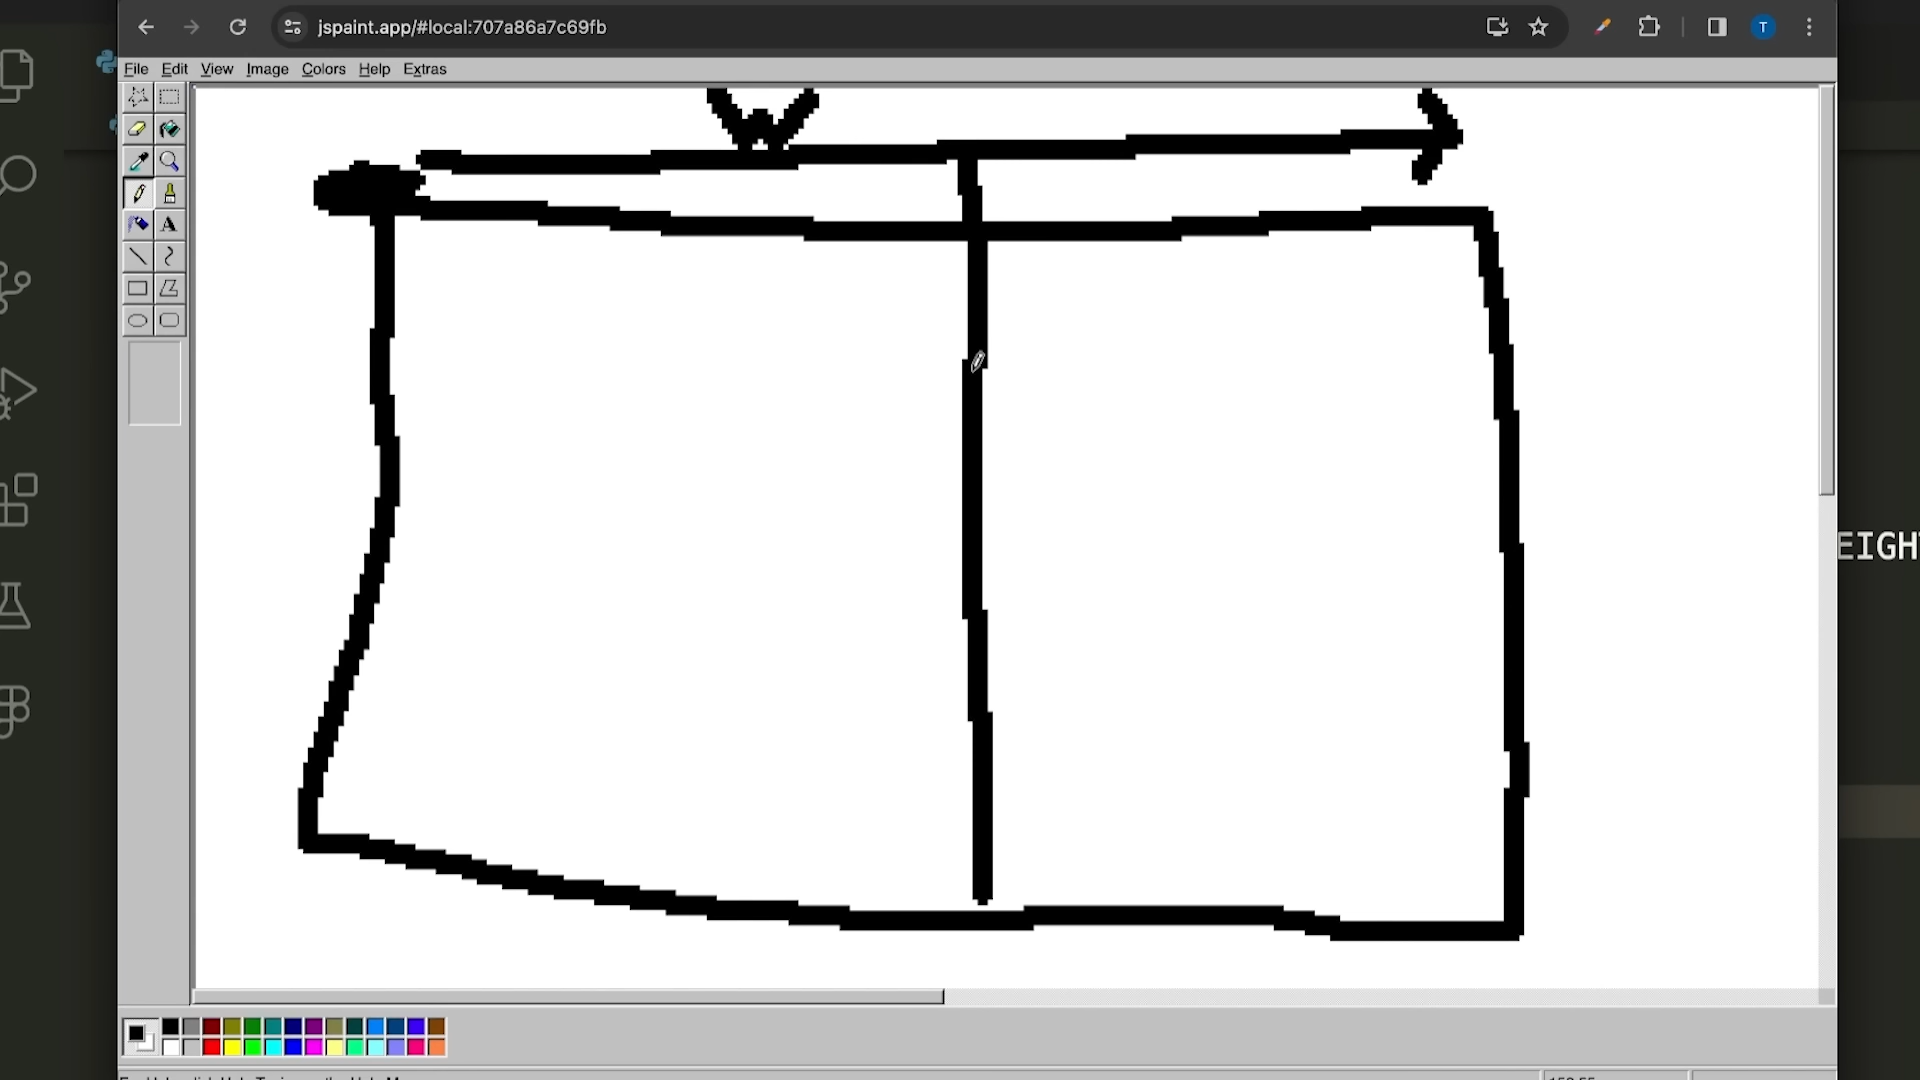 jspaint.app/#local:707a86a7c69fb
T
File Edit View Image Colors Help Extras
A
W
EIGH